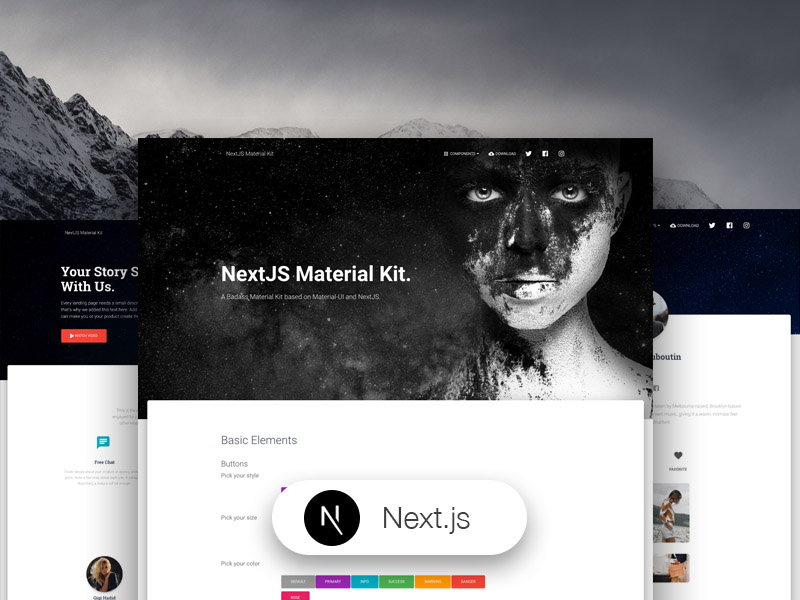 NextJS Material Kit
COMPONENTS
DOWNLOAD
NextJS Material Kit.
A Badass Material Kit based on Material-UI and NextJS.
Basic Elements
Buttons
Pick your style
Pick your size
Pick your color
DEFAULT
PRIMARY
INFO
SUCCESS
WARNING
DANGER
ROSE
N
Next.js
NextJS Material Kit
Your Story S
With Us.
Every landing page needs a small descr
that's why we added this text here. Add
can make you or your product create th
WATCH VIDEO
Free Chat
Gigi Hadid
DOWNLOAD
uboutin
FAVORITE